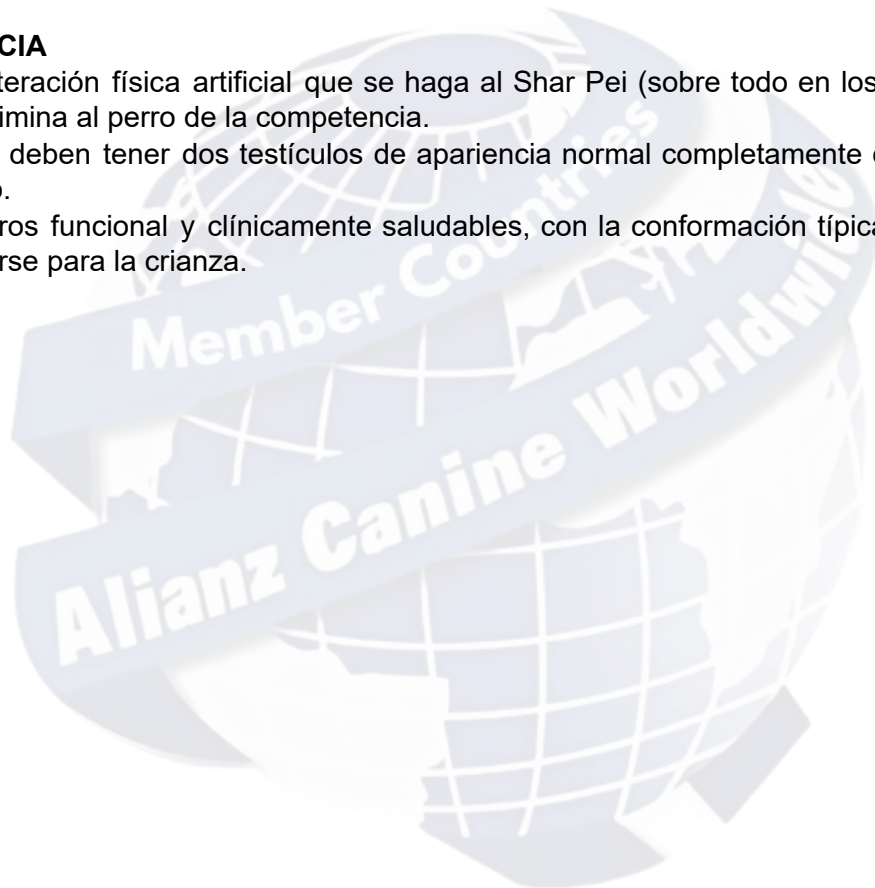 CIA
teración física artificial que se haga al Shar Pei (sobre todo en los
imina al perro de la competencia.
deben tener dos testículos de apariencia normal completamente
o.
ros funcional y clínicamente saludables, con la conformación típica
rse para la crianza.
Member Countries
Alianz Canine Worldwide